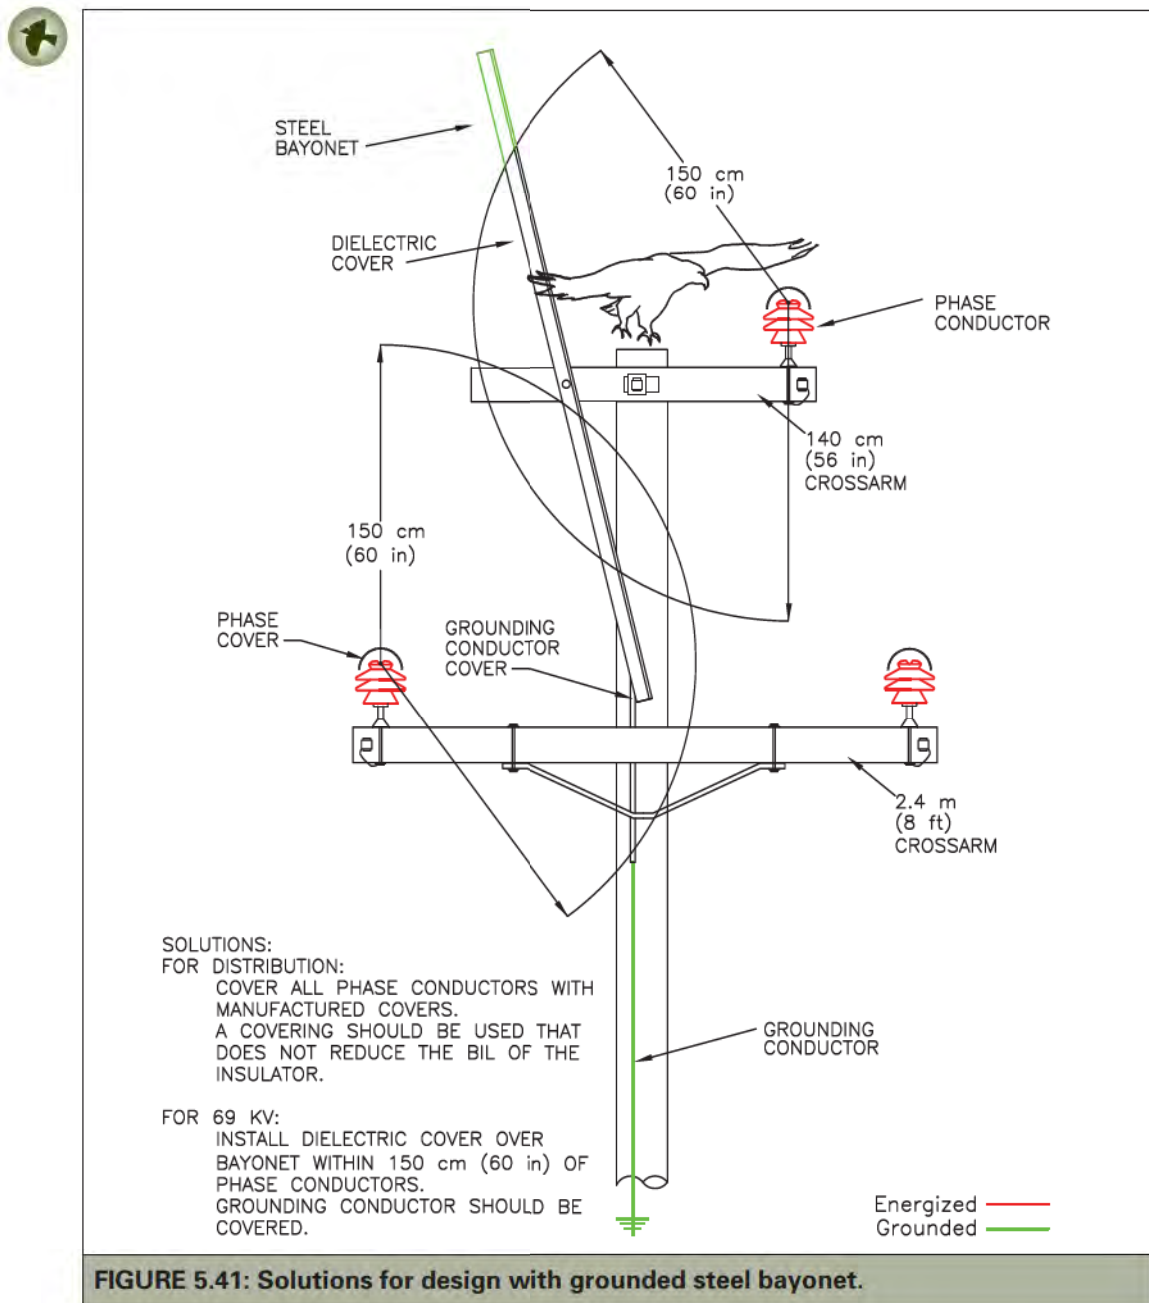 STEEL
BAYONET
150 cm
(60 in)
DIELECTRIC
COVER
PHASE
CONDUCTOR
140 cm
(56 in)
CROSSARM
150 cm
(60 in)
PHASE
COVER
GROUNDING
CONDUCTOR
COVER
2.4 m
(8 ft)
CROSSARM
SOLUTIONS:
FOR DISTRIBUTION:
COVER ALL PHASE CONDUCTORS WITH
MANUFACTURED COVERS.
A COVERING SHOULD BE USED THAT
DOES NOT REDUCE THE BIL OF THE
INSULATOR.
FOR 69 KV:
INSTALL DIELECTRIC COVER OVER
BAYONET WITHIN 150 cm (60 in) OF
PHASE CONDUCTORS.
GROUNDING CONDUCTOR SHOULD BE
COVERED.
GROUNDING
CONDUCTOR
Energized
Grounded
FIGURE 5.41: Solutions for design with grounded steel bayonet.